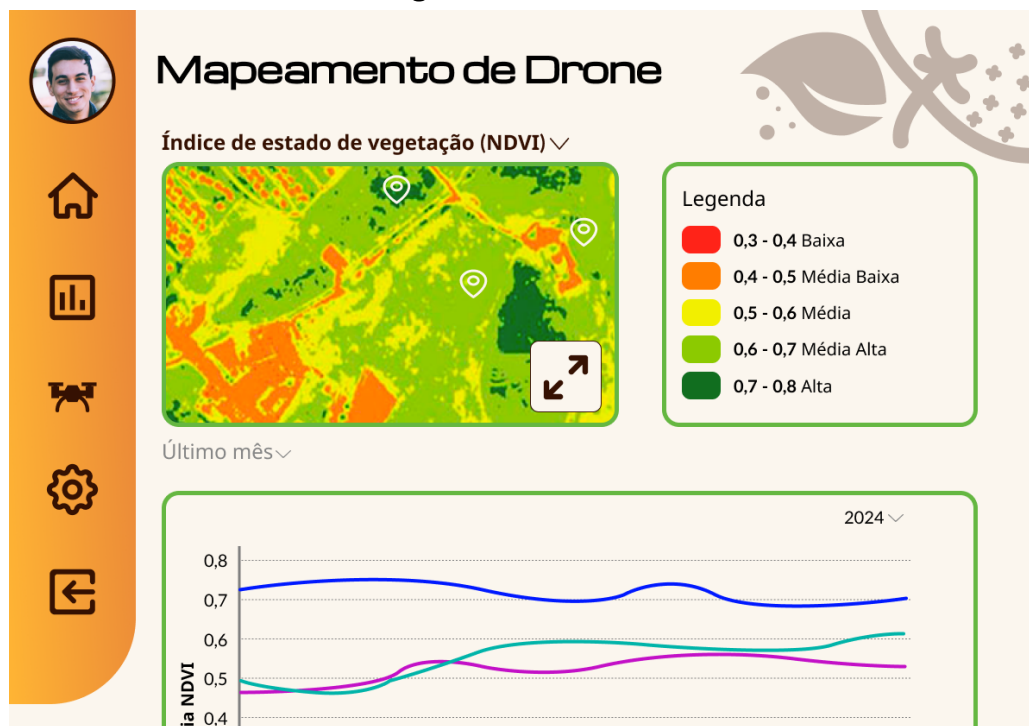 Mapeamento de Drone
Índice de estado de vegetação (NDVI)
Legenda
0,3 - 0,4 Baixa
0,4 - 0,5 Média Baixa
0,5 - 0,6 Média
0,6 - 0,7 Média Alta
0,7 - 0,8 Alta
Último mês
2024
0,8
0,7
0,6
0,5
0,4
NDVI